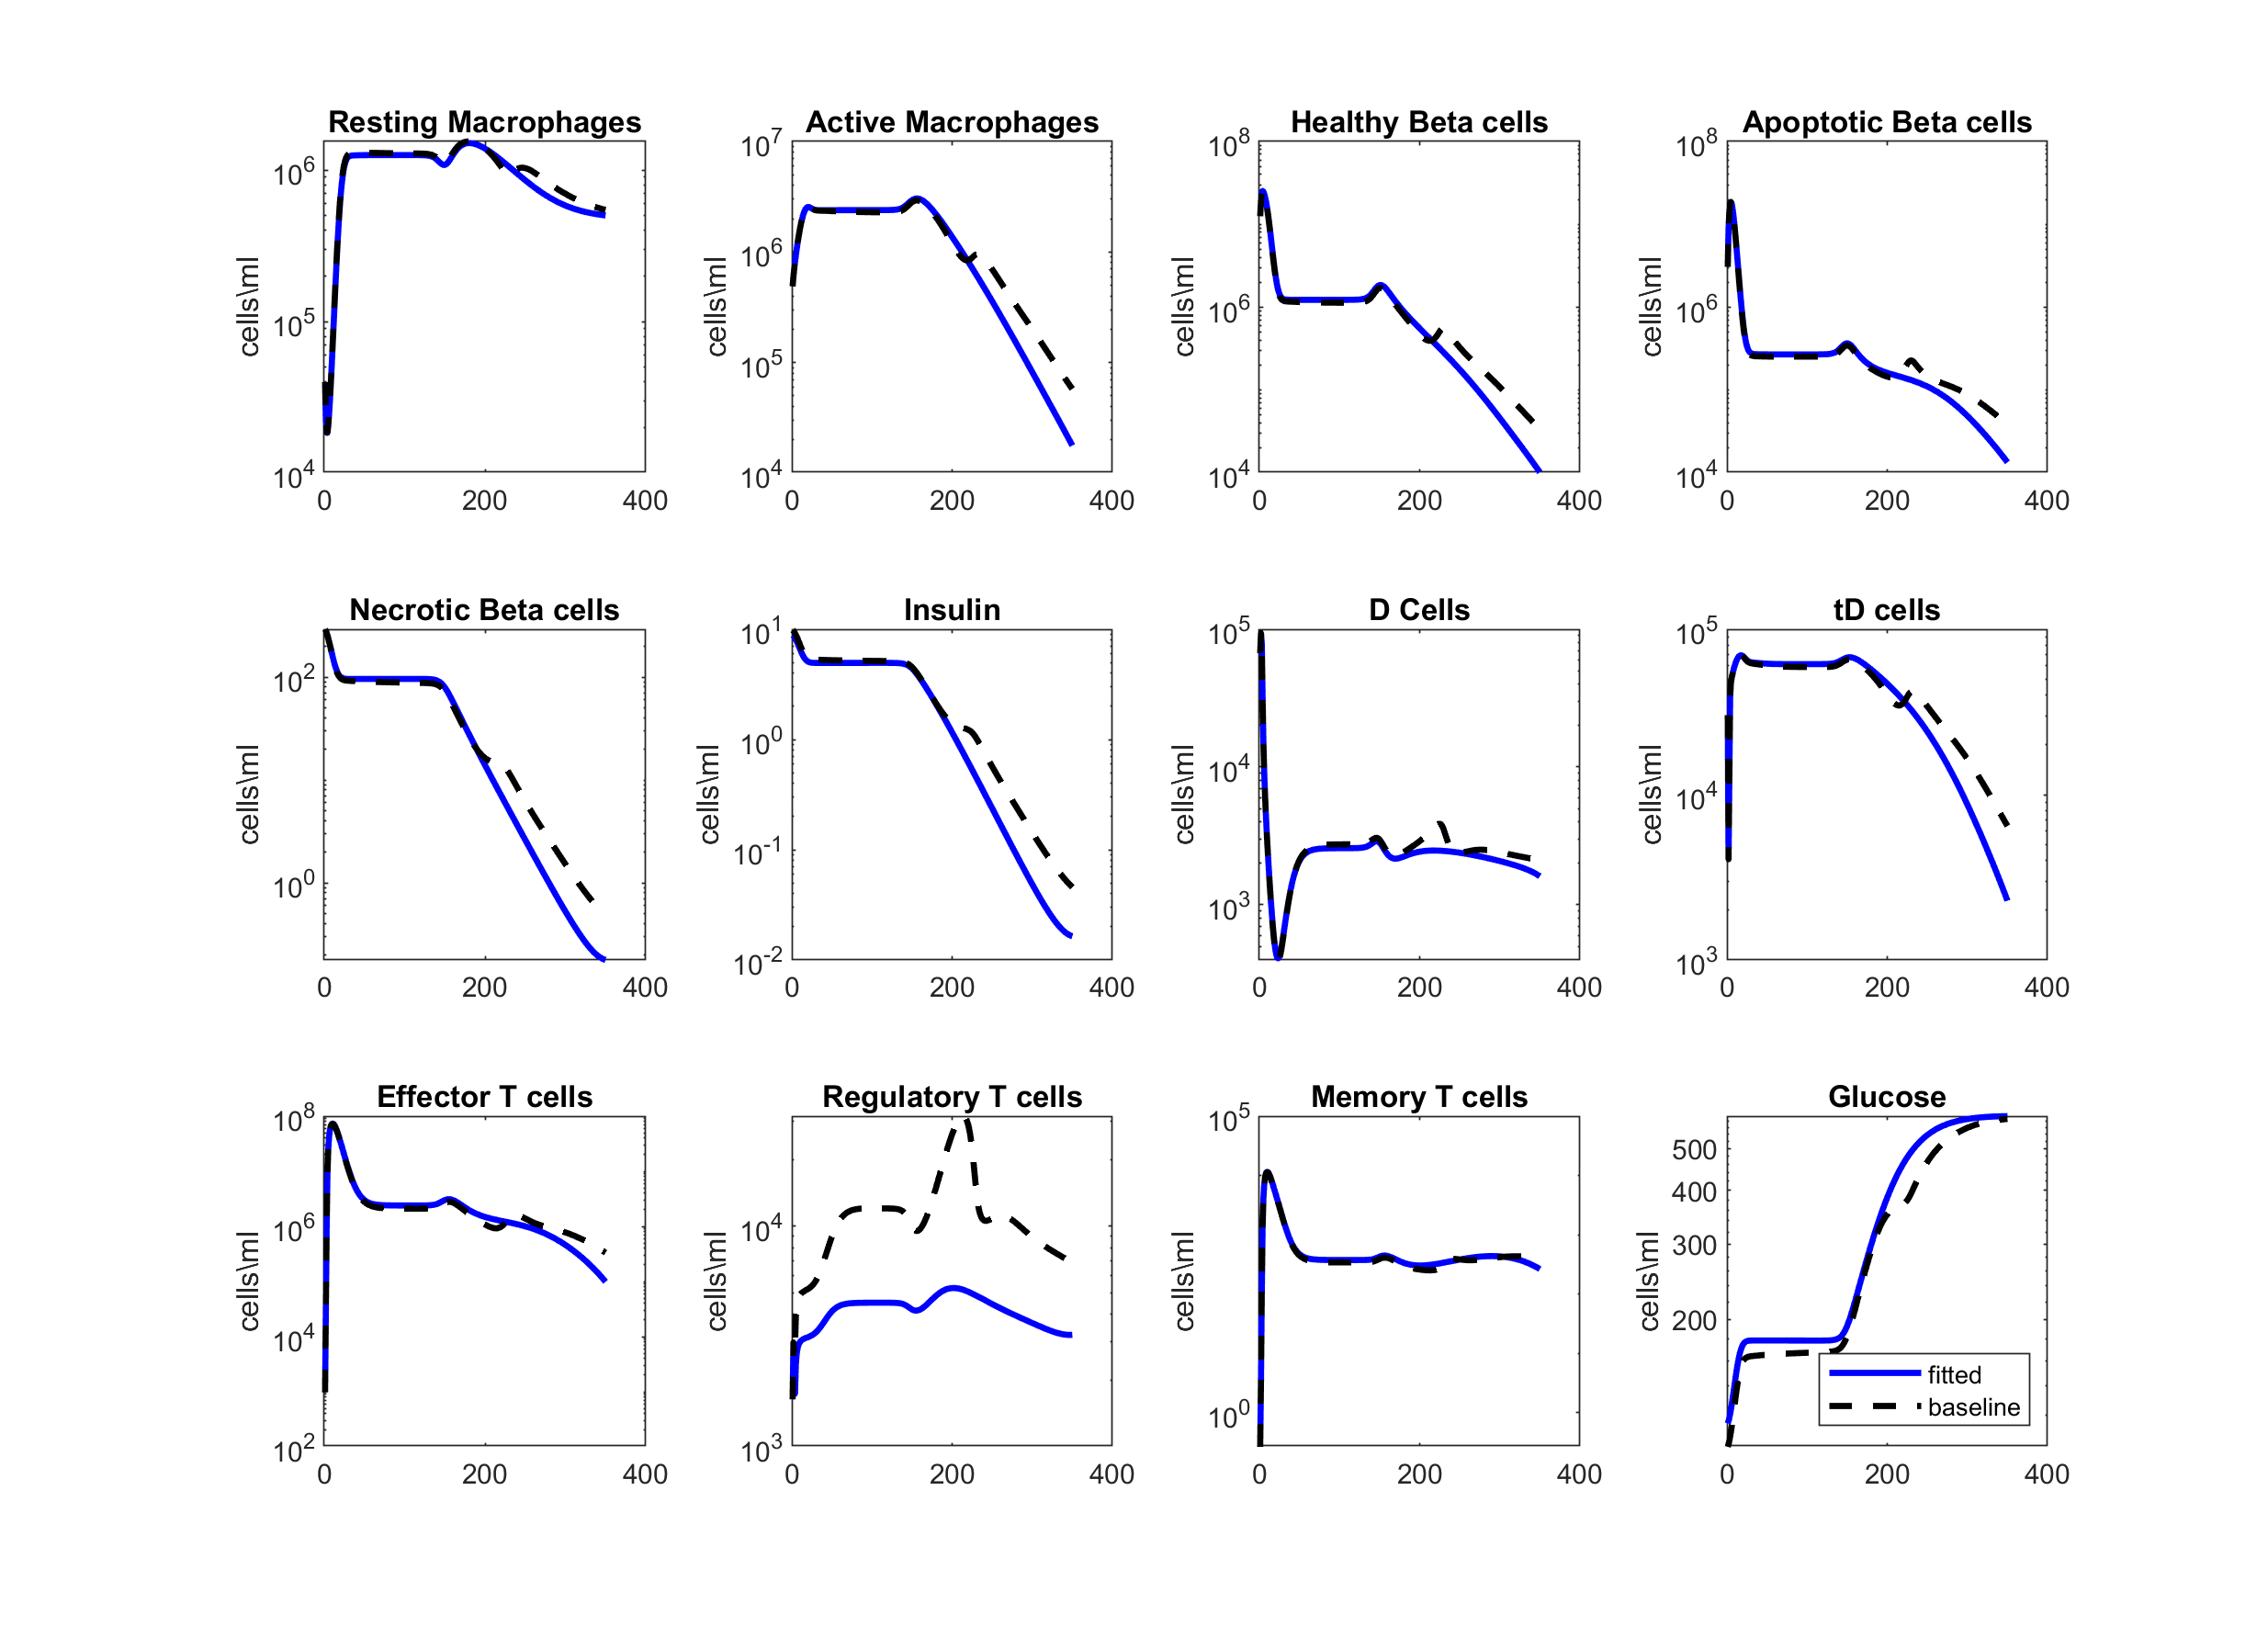 Resting Macrophages
10^6
10^5
10^4
cells\ml
0 200 400
Active Macrophages
10^7
10^6
10^5
10^4
cells\ml
0 200 400
Healthy Beta cells
10^8
10^6
10^4
cells\ml
0 200 400
Apoptotic Beta cells
10^8
10^6
10^4
cells\ml
0 200 400
Necrotic Beta cells
10^2
10^0
cells\ml
0 200 400
Insulin
10^1
10^0
10^-1
10^-2
cells\ml
0 200 400
D Cells
10^5
10^4
10^3
cells\ml
0 200 400
tD cells
10^5
10^4
10^3
cells\ml
0 200 400
Effector T cells
10^8
10^6
10^4
10^2
cells\ml
0 200 400
Regulatory T cells
10^4
10^3
cells\ml
0 200 400
Memory T cells
10^5
10^0
cells\ml
0 200 400
Glucose
500
400
300
200
cells\ml
0 200 400
fitted
baseline